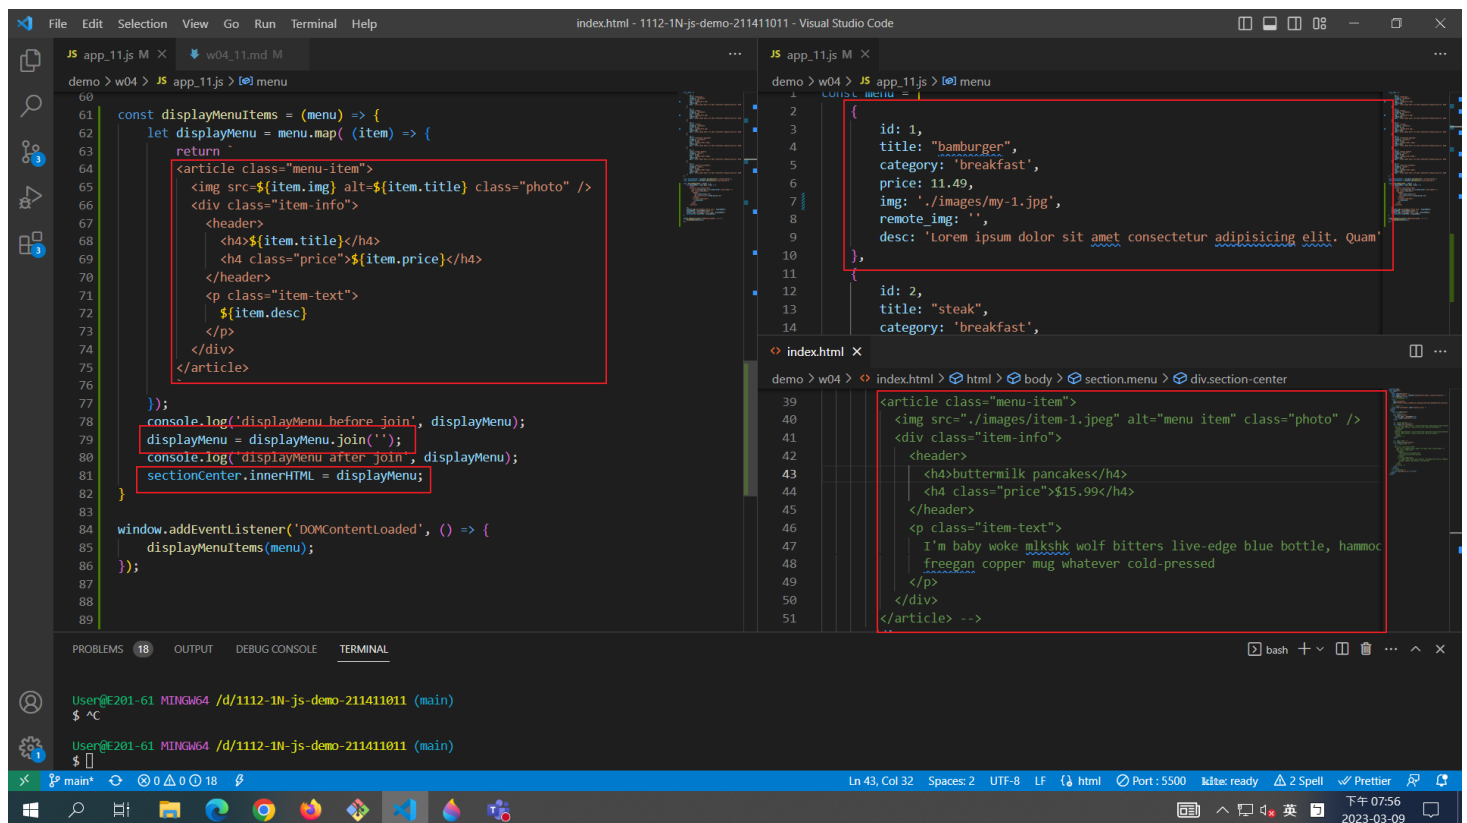 File Edit Selection View Go Run Terminal Help
index.html - 1112-1N-js-demo-211411011 - Visual Studio Code
JS app_11.js M
w04_11.md M
demo > w04 > JS app_11.js > menu
60
61 const displayMenuItems = (menu) => {
62 let displayMenu = menu.map( (item) => {
63 return `
64 <article class="menu-item">
65 <img src=${item.img} alt=${item.title} class="photo" />
66 <div class="item-info">
67 <header>
68 <h4>${item.title}</h4>
69 <h4 class="price">${item.price}</h4>
70 </header>
71 <p class="item-text">
72 ${item.desc}
73 </p>
74 </div>
75 </article>
76 `
77 });
78 console.log('displayMenu before join', displayMenu);
79 displayMenu = displayMenu.join('');
80 console.log('displayMenu after join', displayMenu);
81 sectionCenter.innerHTML = displayMenu;
82 }
83
84 window.addEventListener('DOMContentLoaded', () => {
85 displayMenuItems(menu);
86 });
87
88
89
JS app_11.js M
demo > w04 > JS app_11.js > menu
1 const menu = [
2 {
3 id: 1,
4 title: "bamburger",
5 category: 'breakfast',
6 price: 11.49,
7 img: './images/my-1.jpg',
8 remote_img: '',
9 desc: 'Lorem ipsum dolor sit amet consectetur adipisicing elit. Quam
10 },
11 {
12 id: 2,
13 title: "steak",
14 category: 'breakfast',
index.html
demo > w04 > index.html > html > body > section.menu > div.section-center
39 <article class="menu-item">
40 <img src="./images/item-1.jpeg" alt="menu item" class="photo" />
41 <div class="item-info">
42 <header>
43 <h4>buttermilk pancakes</h4>
44 <h4 class="price">$15.99</h4>
45 </header>
46 <p class="item-text">
47 I'm baby woke mlkshk wolf bitters live-edge blue bottle, hammoc
48 freegan copper mug whatever cold-pressed
49 </p>
50 </div>
51 </article> -->
PROBLEMS 18 OUTPUT DEBUG CONSOLE TERMINAL
bash
User@E201-61 MINGW64 /d/1112-1N-js-demo-211411011 (main)
$ ^C
User@E201-61 MINGW64 /d/1112-1N-js-demo-211411011 (main)
$
main* 0 0 18
Ln 43, Col 32 Spaces: 2 UTF-8 LF html Port : 5500 kite: ready 2 Spell Prettier
英
下午 07:56
2023-03-09